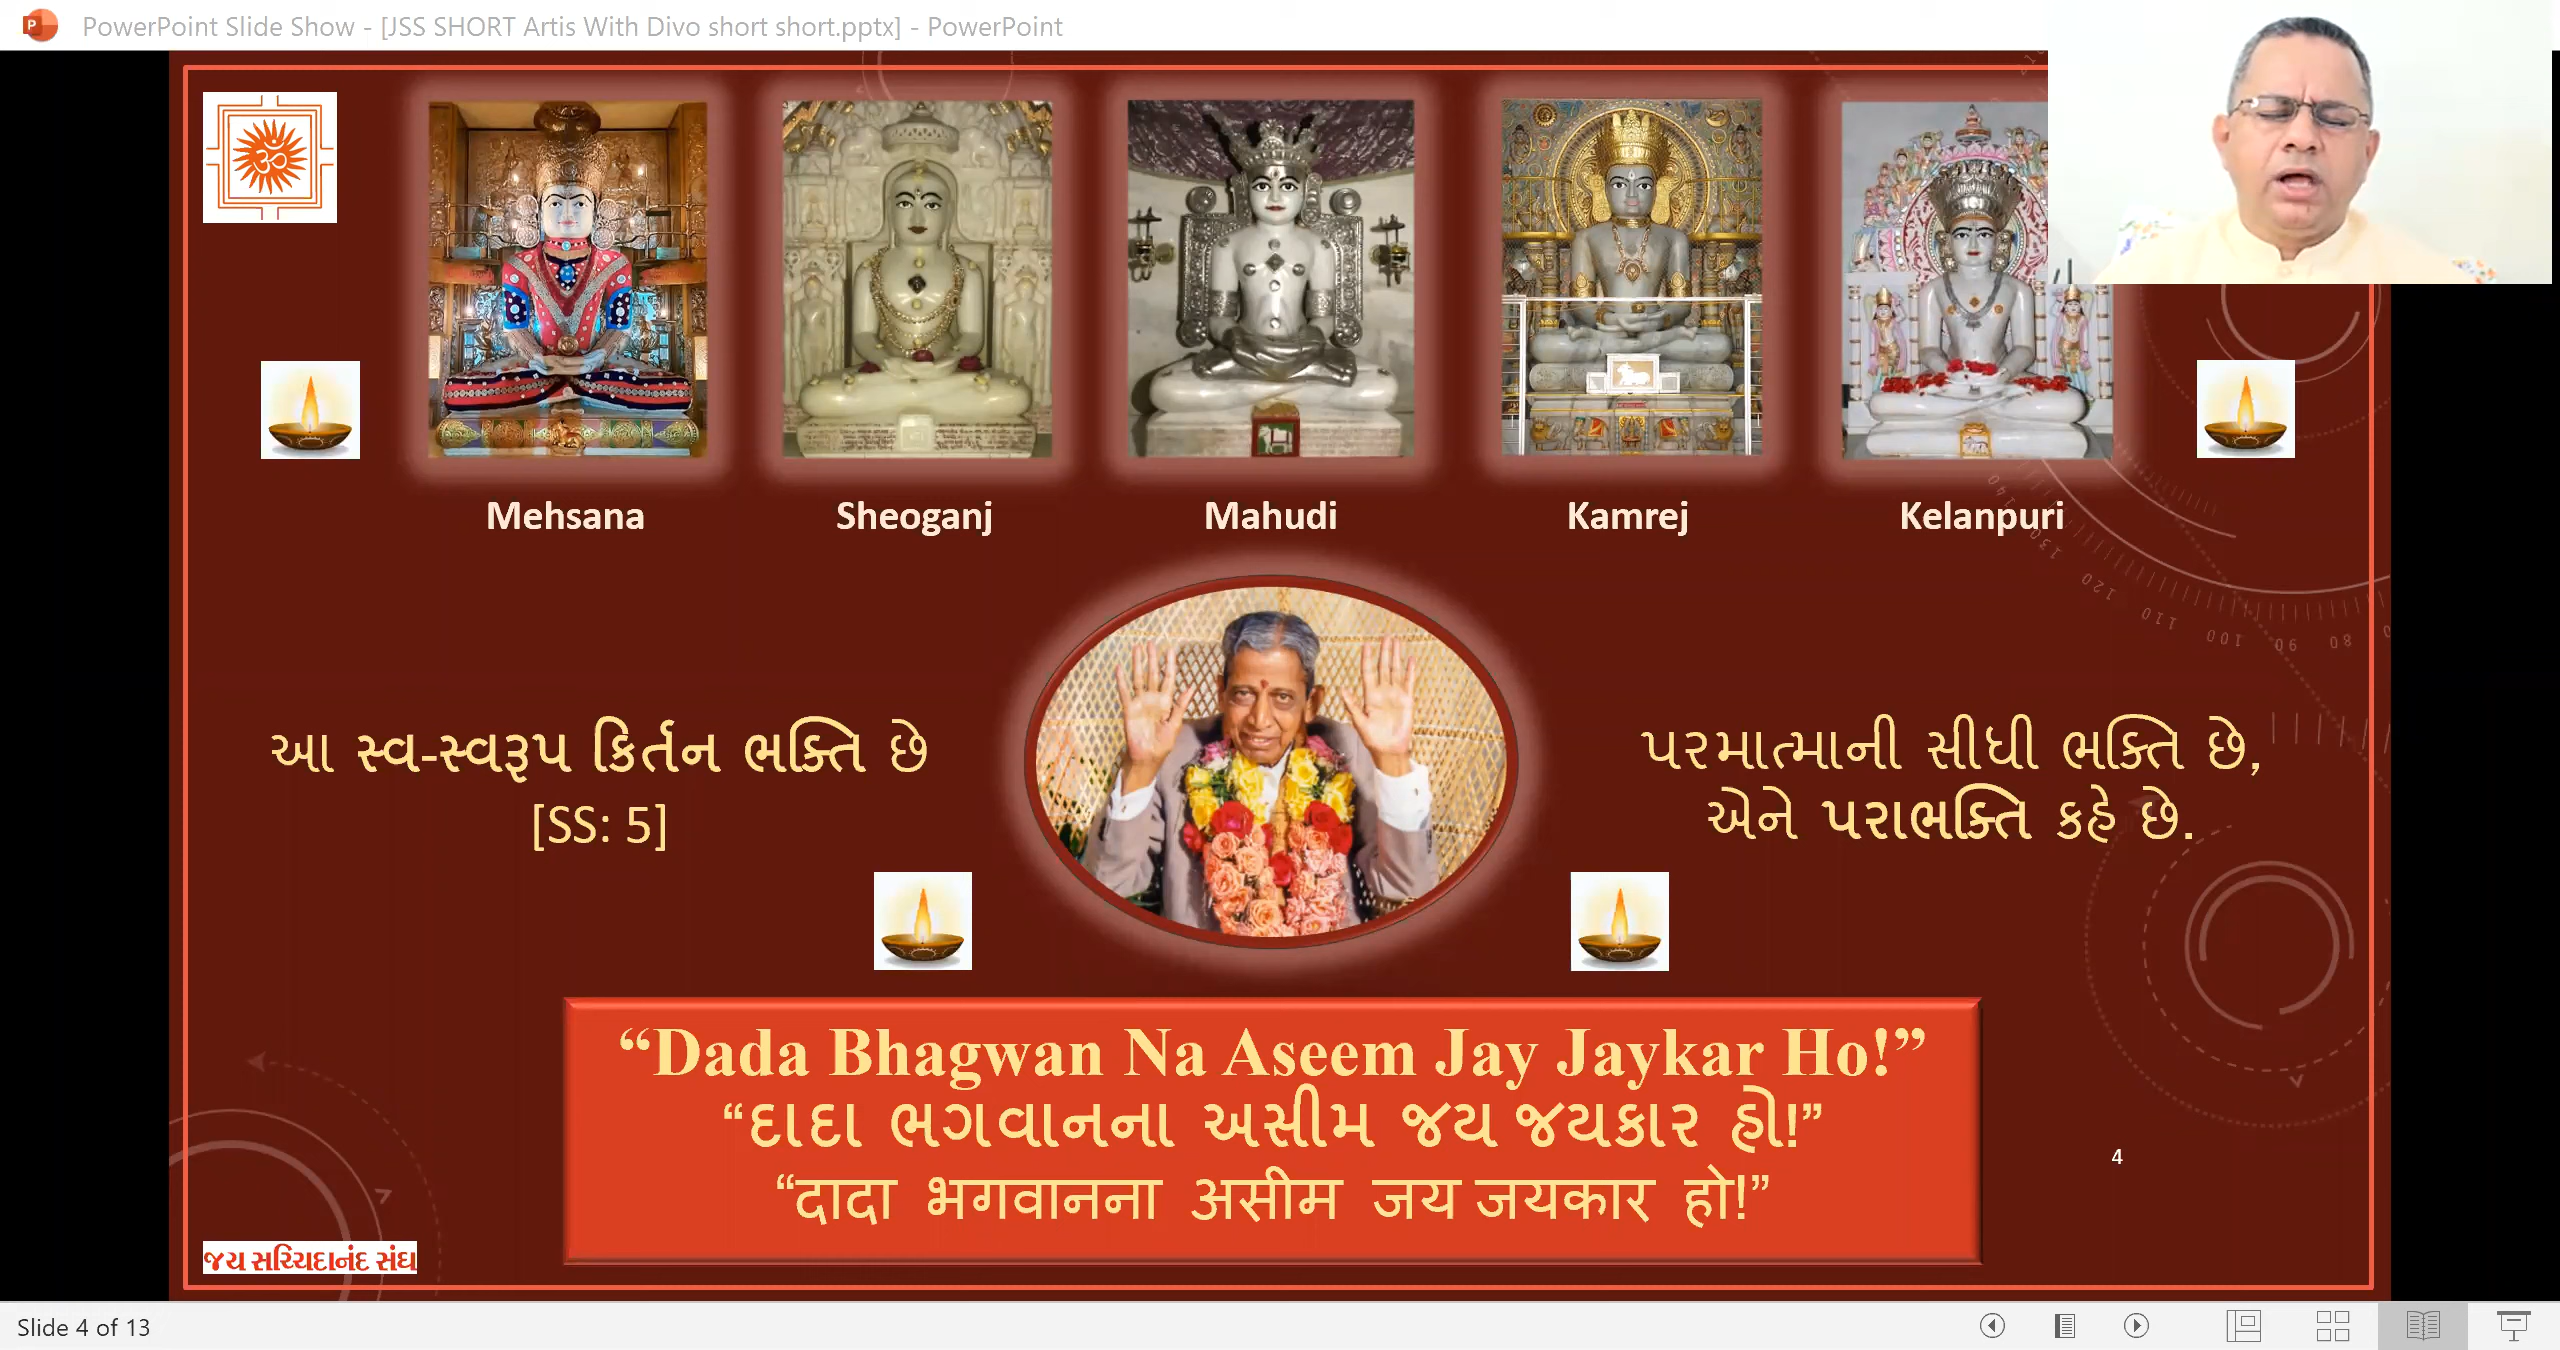 PowerPoint Slide Show - [JSS SHORT Artis With Divo short short.pptx] - PowerPoint
Mehsana
Sheoganj
Mahudi
Kamrej
Kelanpuri
આ સ્વ-સ્વરૂપ કિર્તન ભક્તિ છે
[SS: 5]
પરમાત્માની સીધી ભક્તિ છે,
એને પરાભક્તિ કહે છે.
“Dada Bhagwan Na Aseem Jay Jaykar Ho!”
“દાદા ભગવાનના અસીમ જય જયકાર હો!”
“दादा भगवानना असीम जय जयकार हो!”
4
જય સચ્ચિદાનંદ સંઘ
Slide 4 of 13